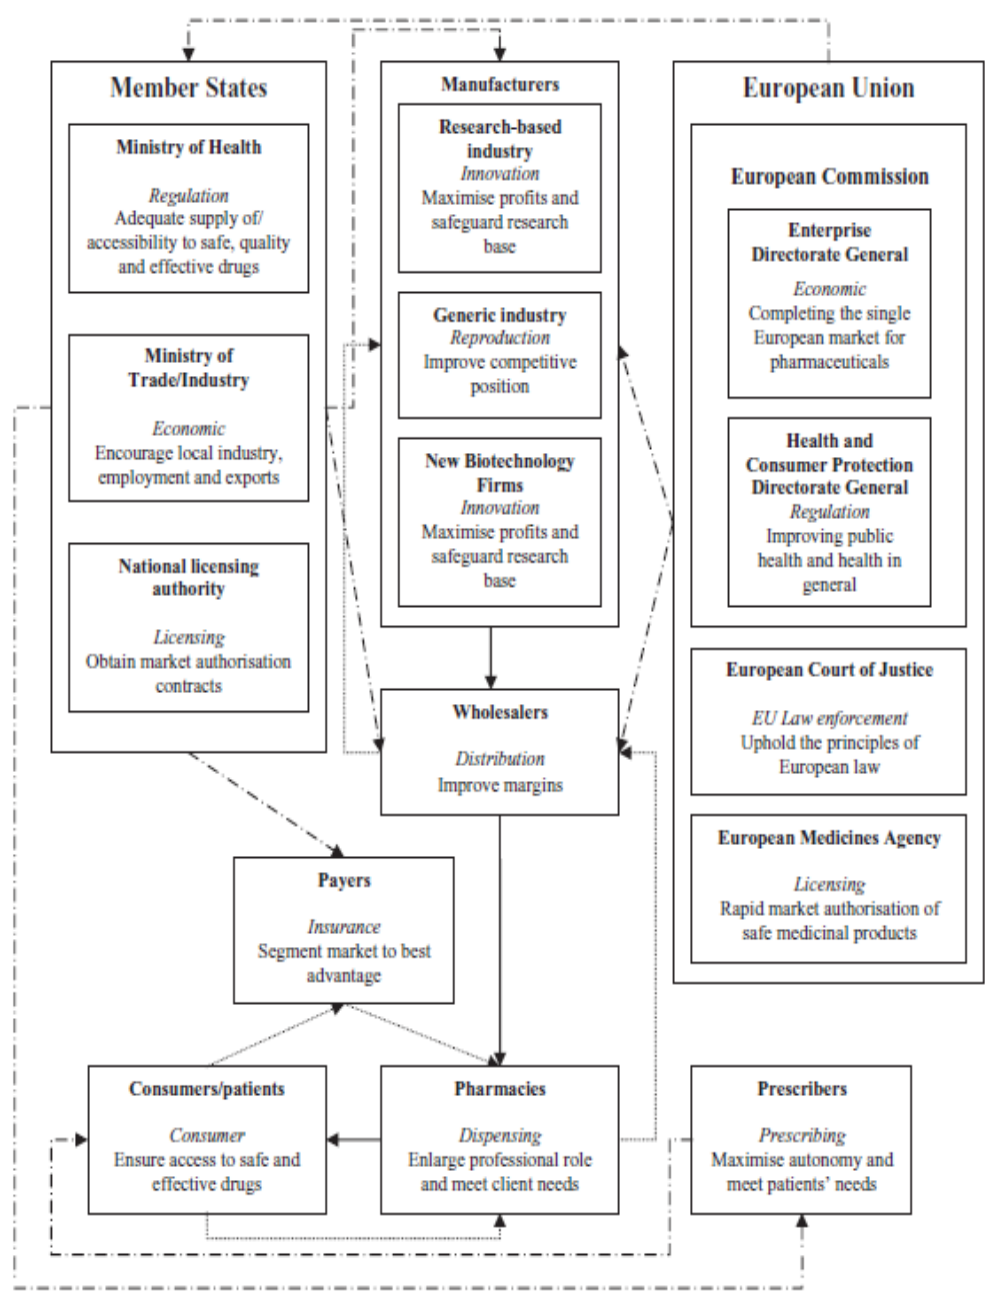 Member States
Ministry of Health
Regulation
Adequate supply of/
accessibility to safe, quality
and effective drugs
Ministry of
Trade/Industry
Economic
Encourage local industry,
employment and exports
National licensing
authority
Licensing
Obtain market authorisation
contracts
Manufacturers
Research-based
industry
Innovation
Maximise profits and
safeguard research
base
Generic industry
Reproduction
Improve competitive
position
New Biotechnology
Firms
Innovation
Maximise profits and
safeguard research
base
Wholesalers
Distribution
Improve margins
European Union
European Commission
Enterprise
Directorate General
Economic
Completing the single
European market for
pharmaceuticals
Health and
Consumer Protection
Directorate General
Regulation
Improving public
health and health in
general
European Court of Justice
EU Law enforcement
Uphold the principles of
European law
European Medicines Agency
Licensing
Rapid market authorisation of
safe medicinal products
Payers
Insurance
Segment market to best
advantage
Consumers/patients
Consumer
Ensure access to safe and
effective drugs
Pharmacies
Dispensing
Enlarge professional role
and meet client needs
Prescribers
Prescribing
Maximise autonomy and
meet patients' needs